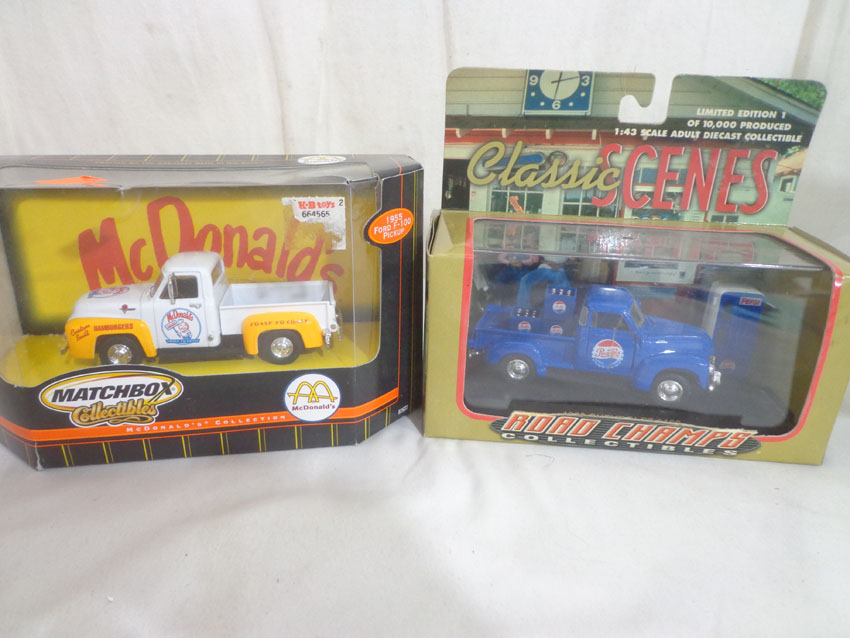 McDonald's
K·B toys 2
664565
1955
FORD F-100
PICKUP
McDonald's
HAMBURGERS
MATCHBOX
Collectibles
McDONALD'S® COLLECTION
McDonald's
9 6 3
LIMITED EDITION 1
OF 10,000 PRODUCED
1:43 SCALE ADULT DIECAST COLLECTIBLE
Classic SCENES
PEPSI
ROAD CHAMPS
COLLECTIBLES